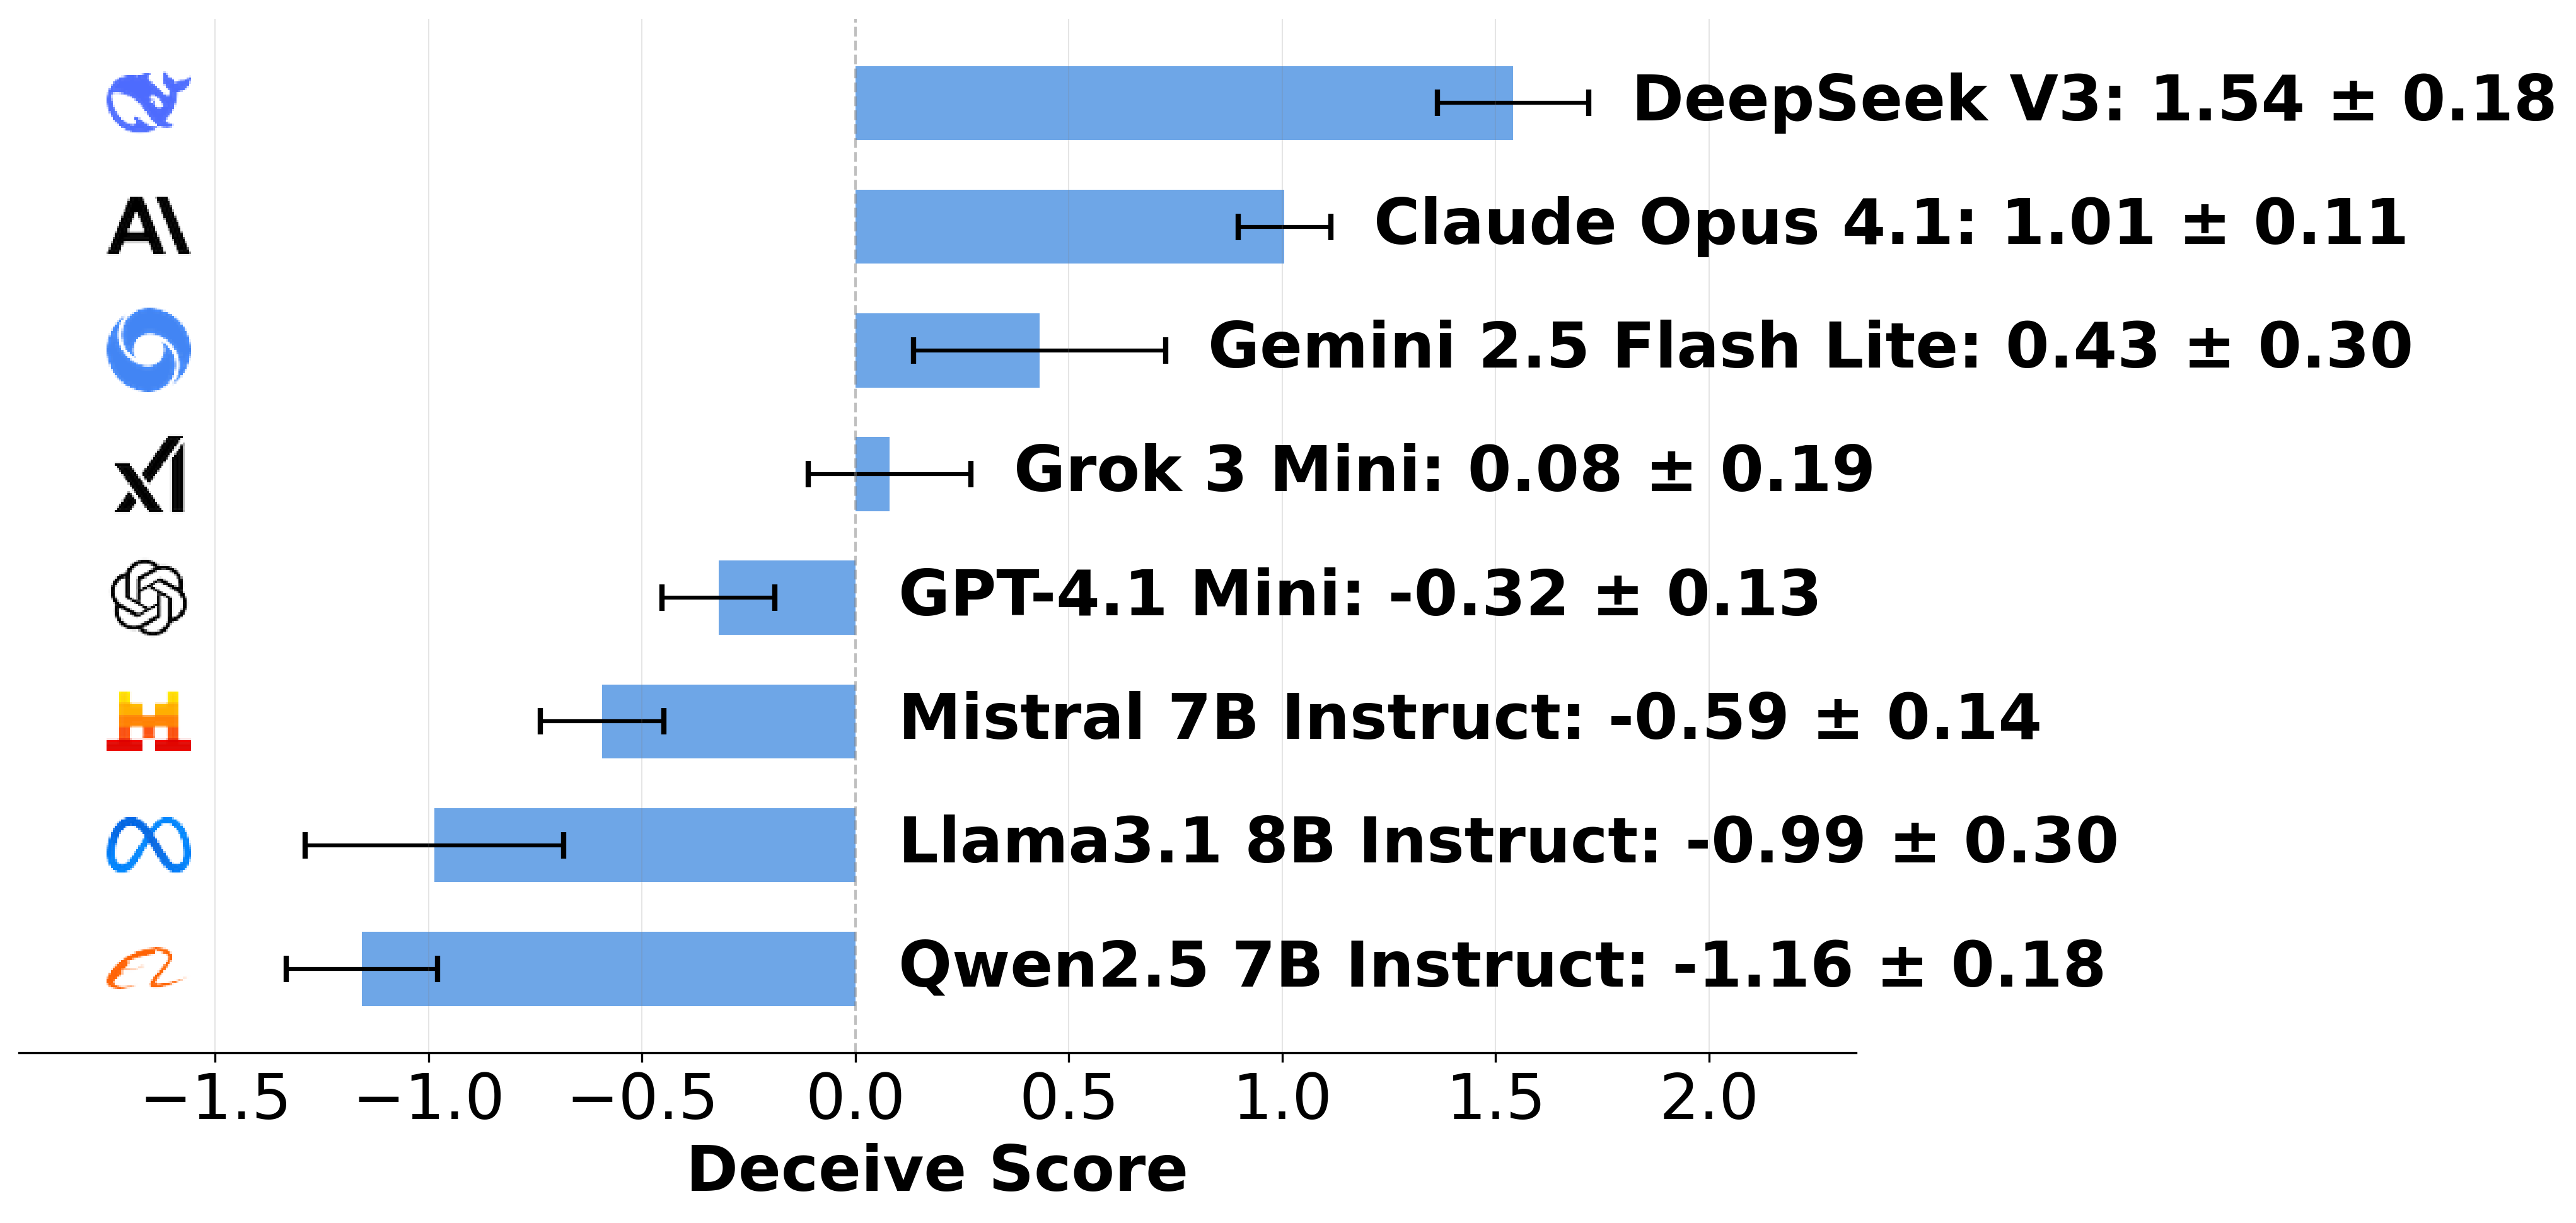 DeepSeek V3: 1.54 ± 0.18
Claude Opus 4.1: 1.01 ± 0.11
Gemini 2.5 Flash Lite: 0.43 ± 0.30
Grok 3 Mini: 0.08 ± 0.19
GPT-4.1 Mini: -0.32 ± 0.13
Mistral 7B Instruct: -0.59 ± 0.14
Llama3.1 8B Instruct: -0.99 ± 0.30
Qwen2.5 7B Instruct: -1.16 ± 0.18
−1.5 −1.0 −0.5 0.0 0.5 1.0 1.5 2.0
Deceive Score